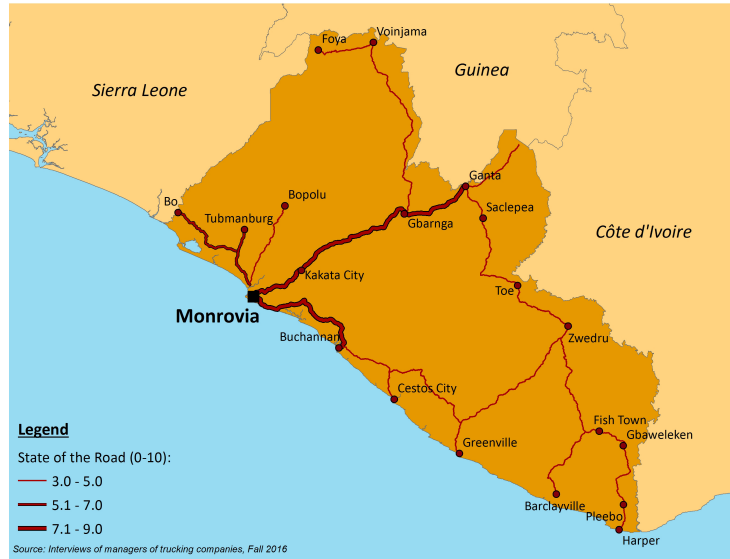 Voinjama
Foya
Guinea
Sierra Leone
Ganta
Bopolu
Bo
Saclepea
Tubmanburg
Gbarnga
Côte d'Ivoire
Kakata City
Toe
Monrovia
Zwedru
Buchannan
Cestos City
Fish Town
Gbaweleken
Greenville
Barclayville
Pleebo
Harper
Legend
State of the Road (0-10):
3.0 - 5.0
5.1 - 7.0
7.1 - 9.0
Source: Interviews of managers of trucking companies, Fall 2016